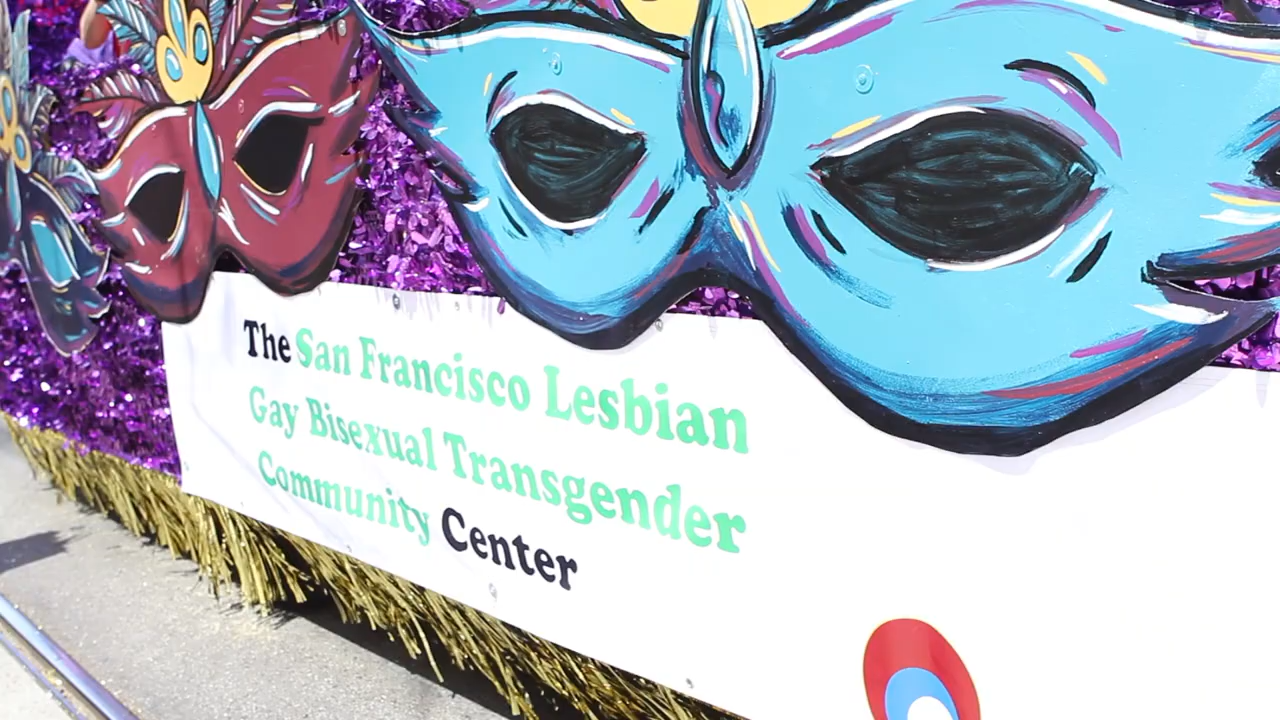 The San Francisco Lesbian
Gay Bisexual Transgender
Community Center